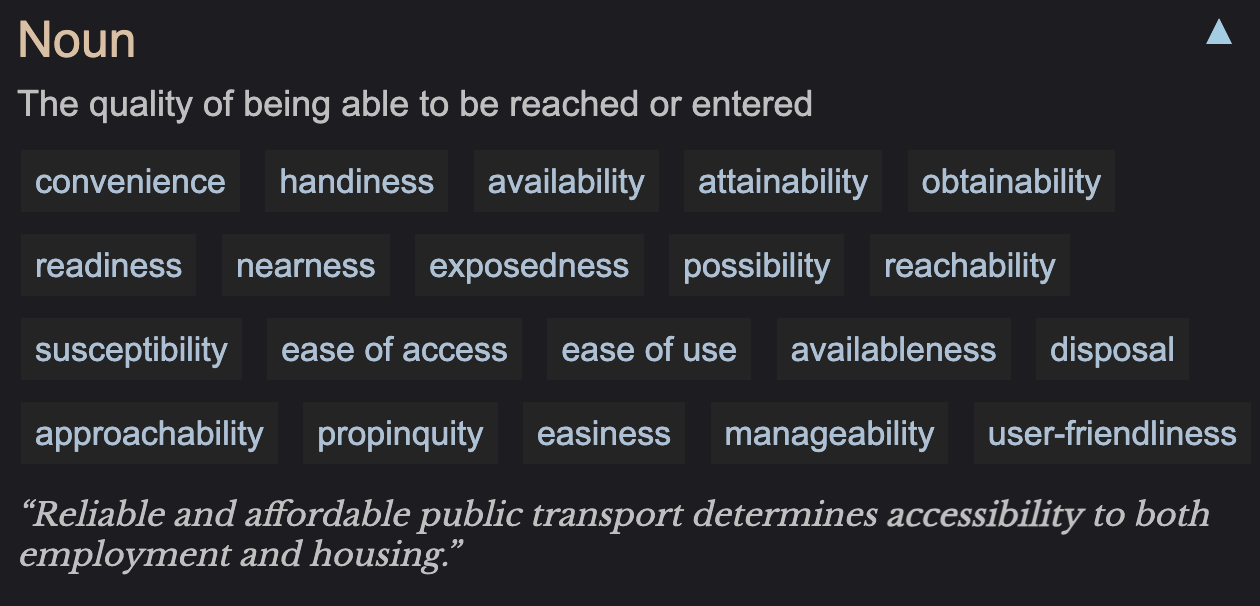 Noun
The quality of being able to be reached or entered
convenience handiness availability attainability obtainability
readiness nearness exposedness possibility reachability
susceptibility ease of access ease of use availableness disposal
approachability propinquity easiness manageability user-friendliness
“Reliable and affordable public transport determines accessibility to both
employment and housing.”